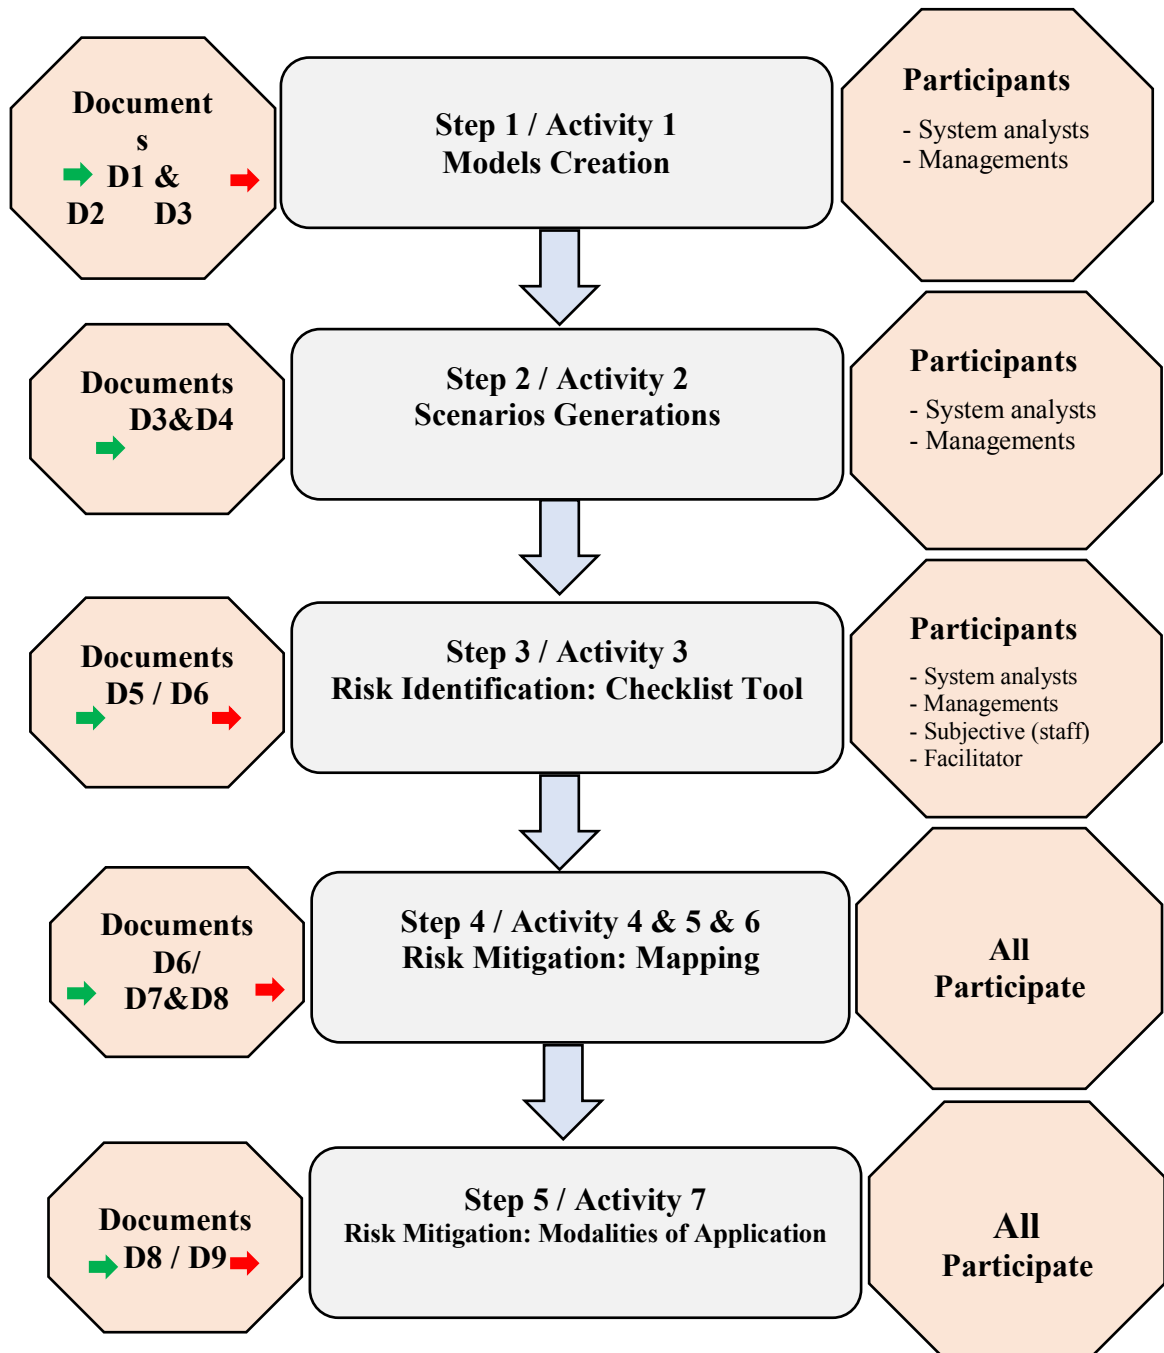 Document
s
D1 &
D2 D3
Step 1 / Activity 1
Models Creation
Participants
- System analysts
- Managements
Documents
D3&D4
Step 2 / Activity 2
Scenarios Generations
Participants
- System analysts
- Managements
Documents
D5 / D6
Step 3 / Activity 3
Risk Identification: Checklist Tool
Participants
- System analysts
- Managements
- Subjective (staff)
- Facilitator
Documents
D6/
D7&D8
Step 4 / Activity 4 & 5 & 6
Risk Mitigation: Mapping
All
Participate
Documents
D8 / D9
Step 5 / Activity 7
Risk Mitigation: Modalities of Application
All
Participate